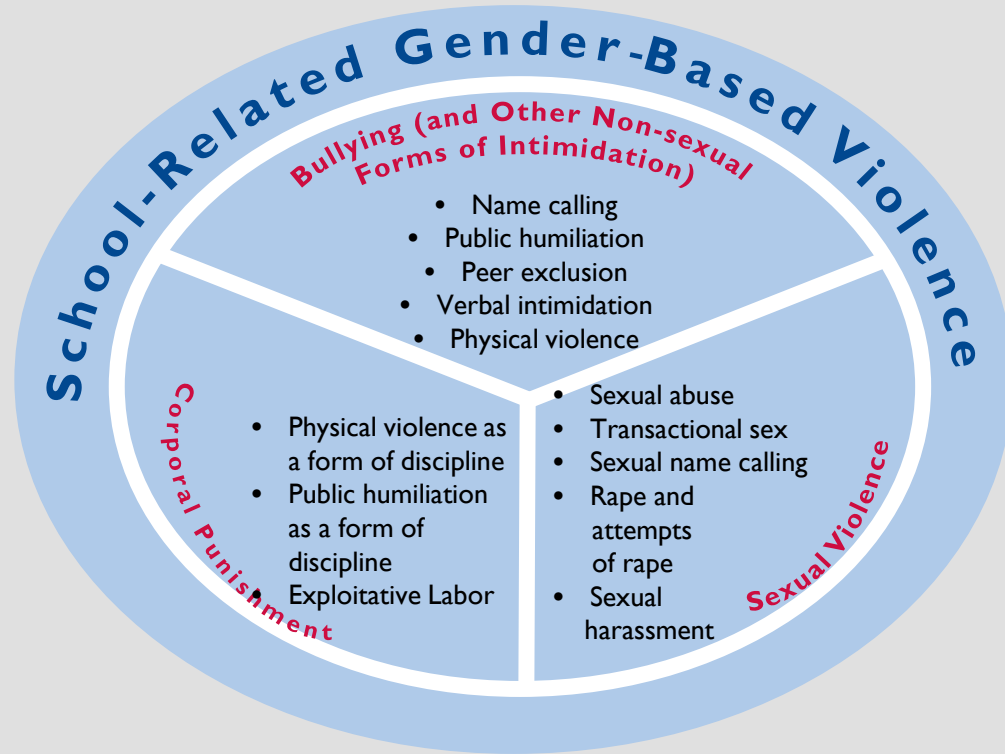 School-Related Gender-Based Violence
Bullying (and Other Non-sexual
Forms of Intimidation)
• Name calling
• Public humiliation
• Peer exclusion
• Verbal intimidation
• Physical violence
Corporal Punishment
• Physical violence as
a form of discipline
• Public humiliation
as a form of
discipline
• Exploitative Labor
• Sexual abuse
• Transactional sex
• Sexual name calling
• Rape and
attempts
of rape
• Sexual
harassment
Sexual Violence